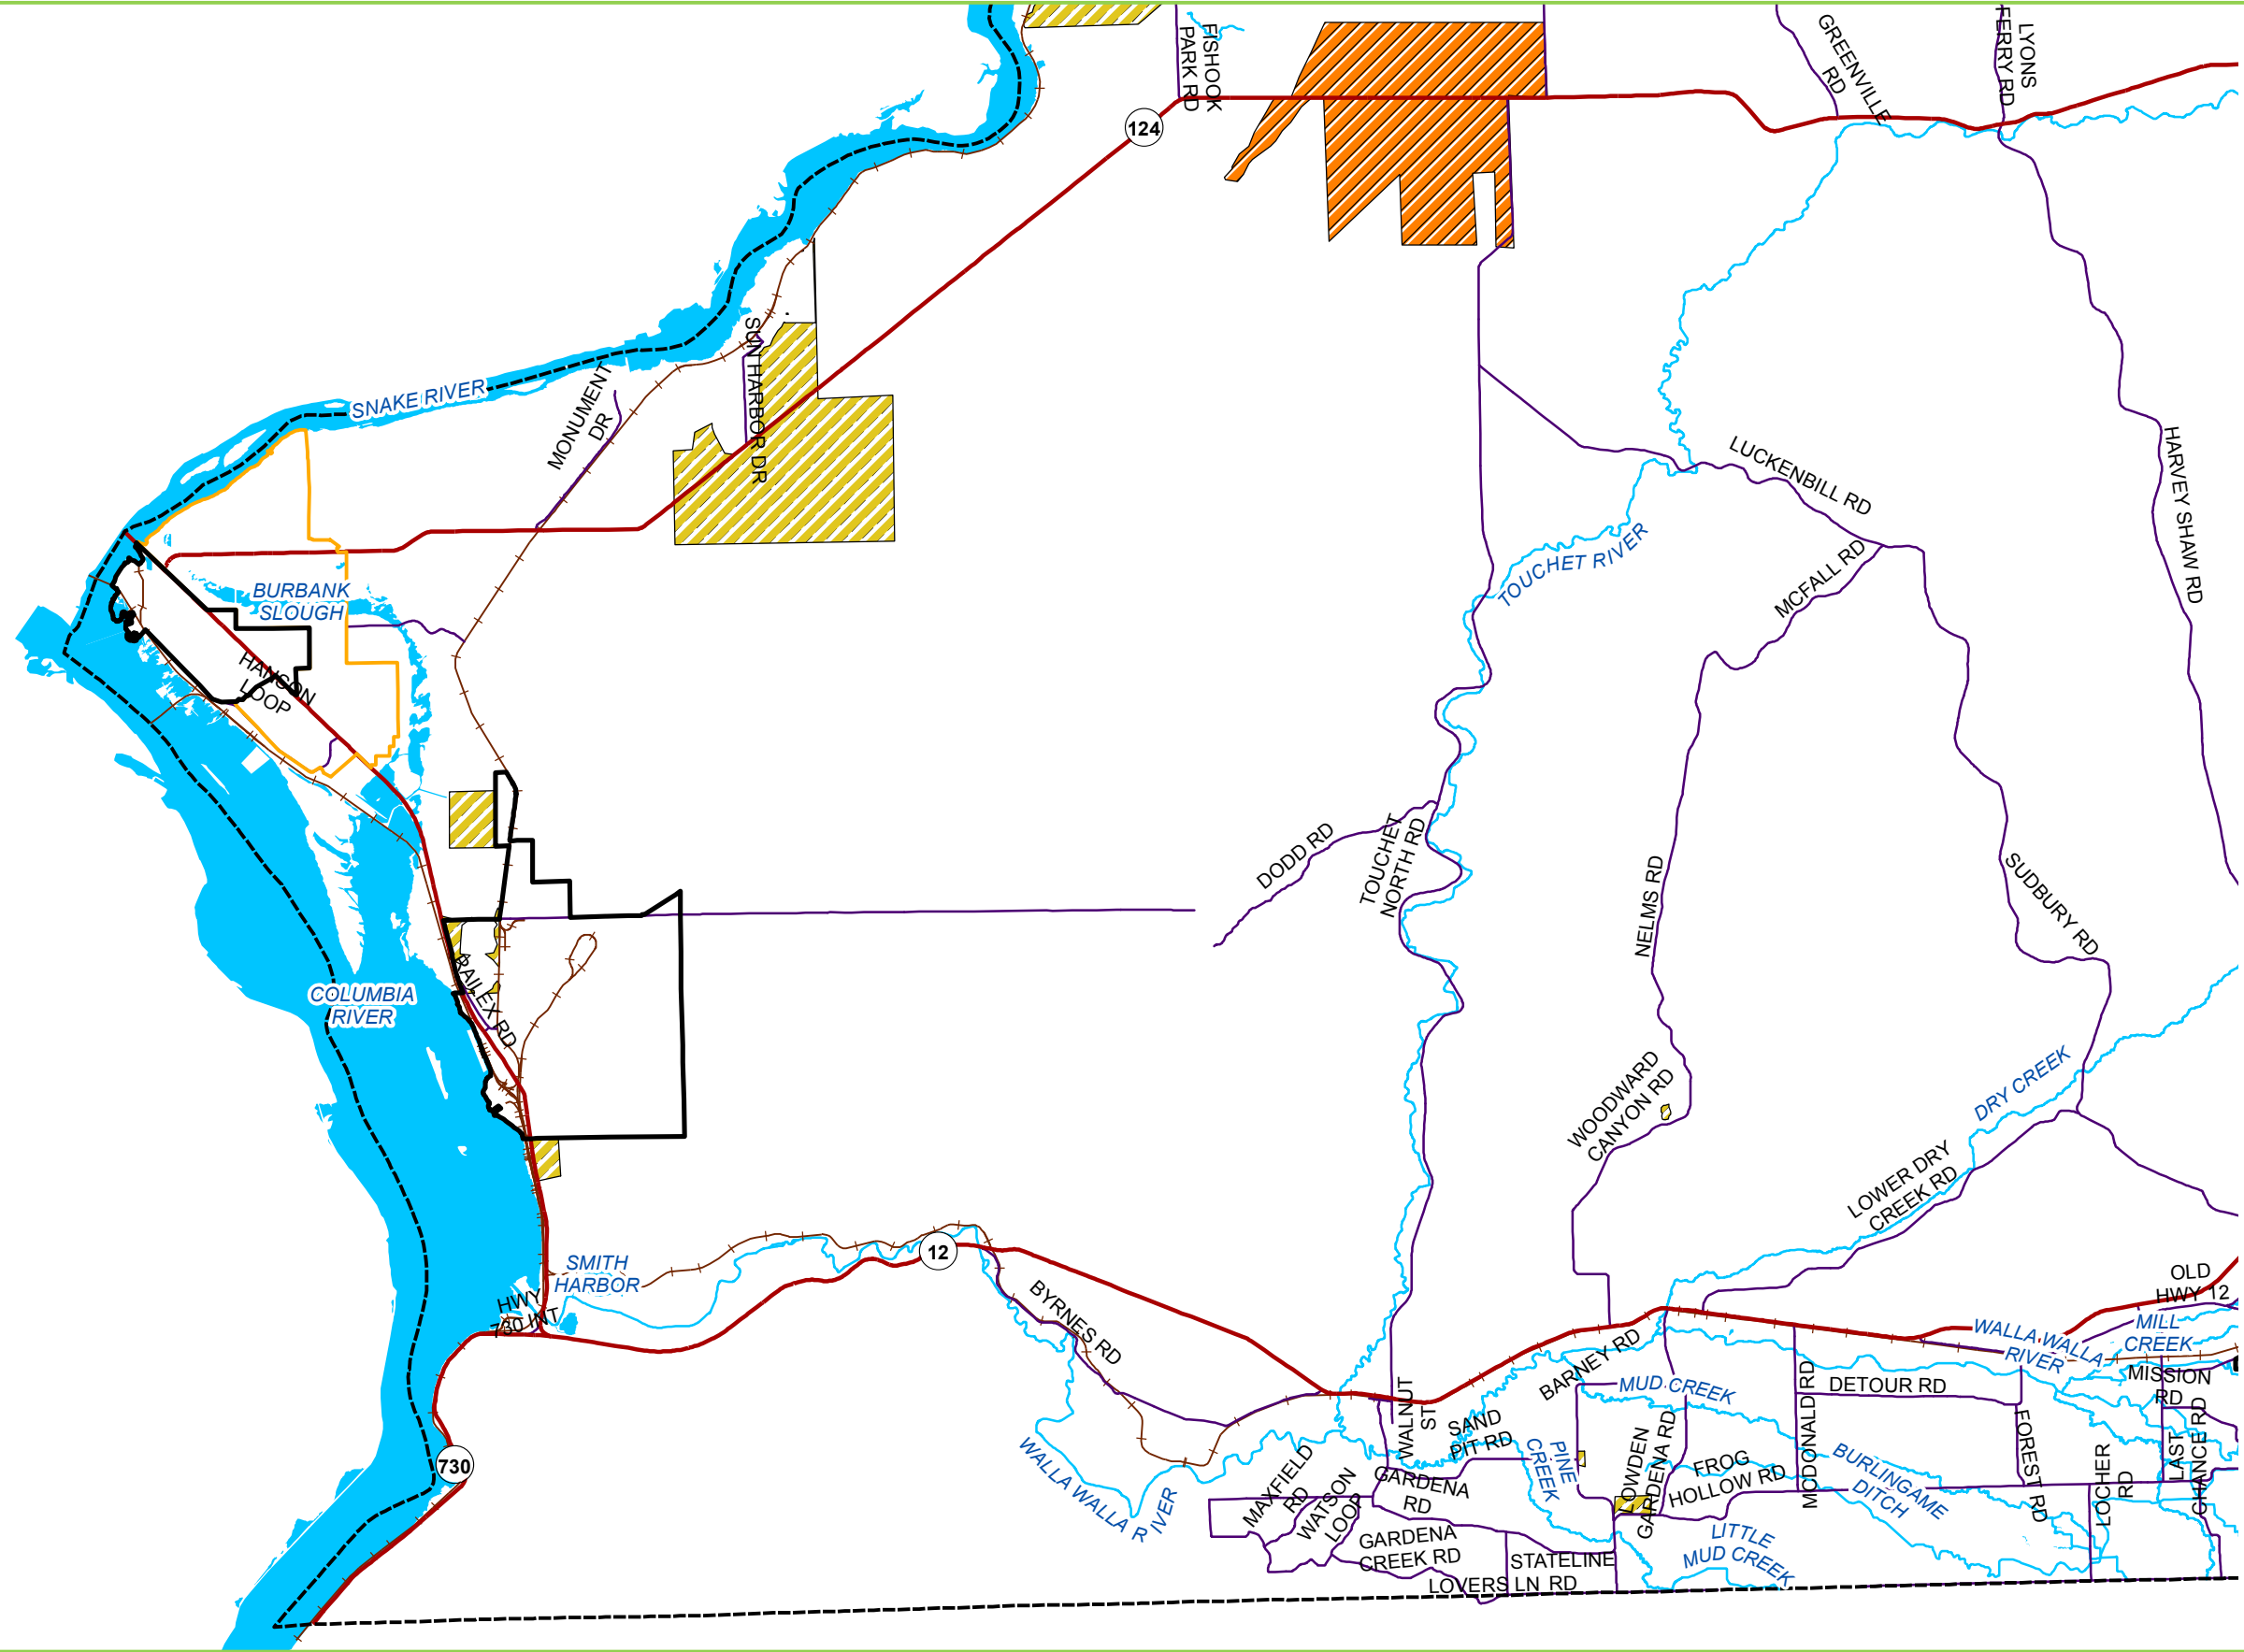 FISHOOK
PARK RD
GREENVILLE
RD
LYONS
FERRY RD
124
SUN HARBOR DR
MONUMENT
DR
SNAKE RIVER
LUCKENBILL RD
HARVEY SHAW RD
TOUCHET RIVER
MCFALL RD
BURBANK
SLOUGH
HANSON
LOOP
DODD RD
TOUCHET
NORTH RD
NELMS RD
SUDBURY RD
COLUMBIA
RIVER
RAILEX RD
WOODWARD
CANYON RD
DRY CREEK
LOWER DRY
CREEK RD
12
SMITH
HARBOR
HWY
730 INT
BYRNES RD
OLD
HWY 12
WALLA WALLA
RIVER
MILL
CREEK
BARNEY RD
MUD CREEK
DETOUR RD
MISSION
RD
WALNUT
ST
SAND
PIT RD
PINE
CREEK
LOWDEN
GARDENA RD
MCDONALD RD
FROG
HOLLOW RD
BURLINGAME
DITCH
FOREST RD
LOCHER
RD
LAST
CHANCE RD
730
WALLA WALLA R IVER
MAXFIELD
RD
WATSON
LOOP
GARDENA
RD
GARDENA
CREEK RD
STATELINE
RD
LOVERS LN
LITTLE
MUD CREEK